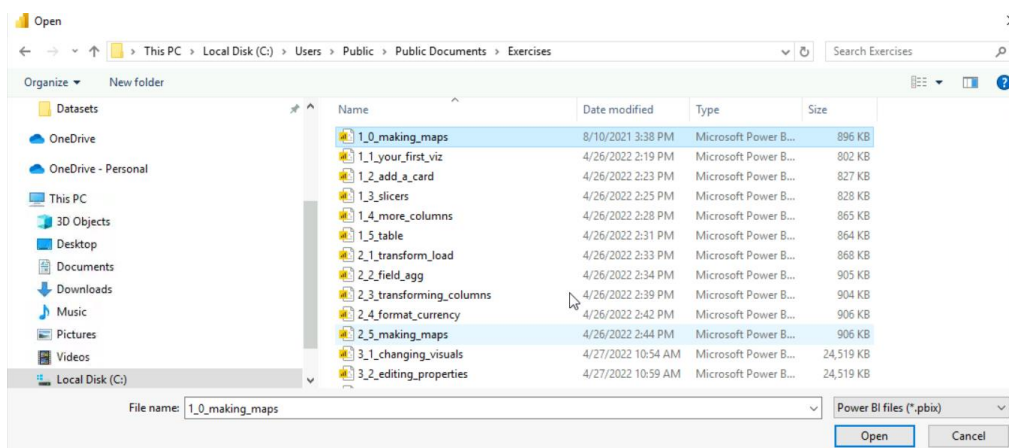 Open
This PC > Local Disk (C:) > Users > Public > Public Documents > Exercises
Search Exercises
Organize
New folder
Datasets
OneDrive
OneDrive - Personal
This PC
3D Objects
Desktop
Documents
Downloads
Music
Pictures
Videos
Local Disk (C:)
Name Date modified Type Size
1_0_making_maps 8/10/2021 3:38 PM Microsoft Power B... 896 KB
1_1_your_first_viz 4/26/2022 2:19 PM Microsoft Power B... 802 KB
1_2_add_a_card 4/26/2022 2:23 PM Microsoft Power B... 827 KB
1_3_slicers 4/26/2022 2:25 PM Microsoft Power B... 828 KB
1_4_more_columns 4/26/2022 2:28 PM Microsoft Power B... 865 KB
1_5_table 4/26/2022 2:31 PM Microsoft Power B... 864 KB
2_1_transform_load 4/26/2022 2:33 PM Microsoft Power B... 868 KB
2_2_field_agg 4/26/2022 2:34 PM Microsoft Power B... 905 KB
2_3_transforming_columns 4/26/2022 2:39 PM Microsoft Power B... 904 KB
2_4_format_currency 4/26/2022 2:42 PM Microsoft Power B... 906 KB
2_5_making_maps 4/26/2022 2:44 PM Microsoft Power B... 906 KB
3_1_changing_visuals 4/27/2022 10:54 AM Microsoft Power B... 24,519 KB
3_2_editing_properties 4/27/2022 10:59 AM Microsoft Power B... 24,519 KB
File name: 1_0_making_maps
Power BI files (*.pbix)
Open
Cancel